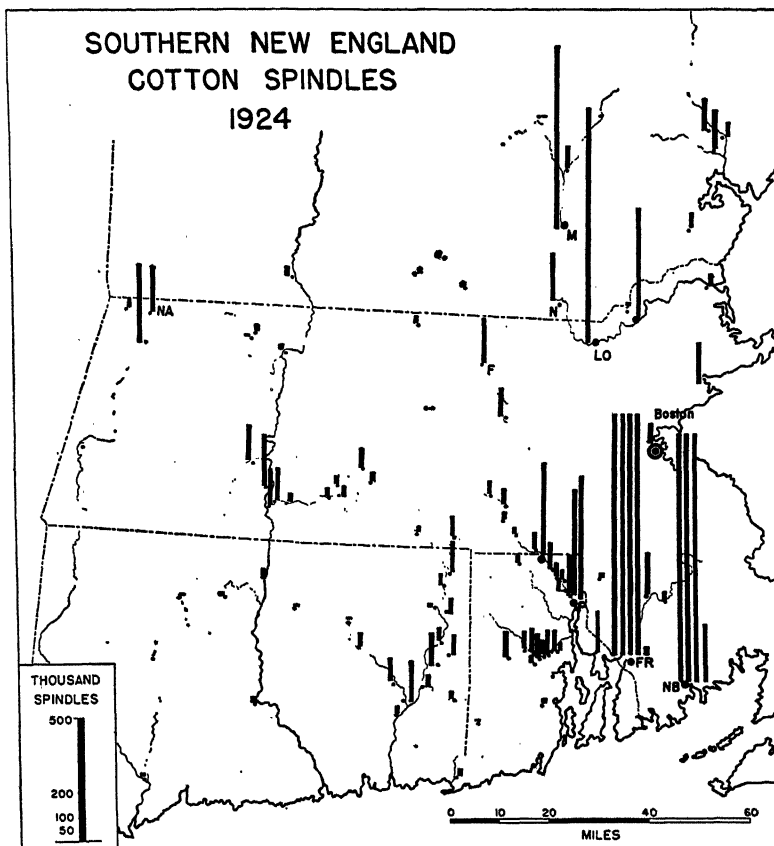 SOUTHERN NEW ENGLAND
COTTON SPINDLES
1924
M
N
NA
LO
F
Boston
P
FR
NB
THOUSAND
SPINDLES
500
200
100
50
0 20 40 60
MILES